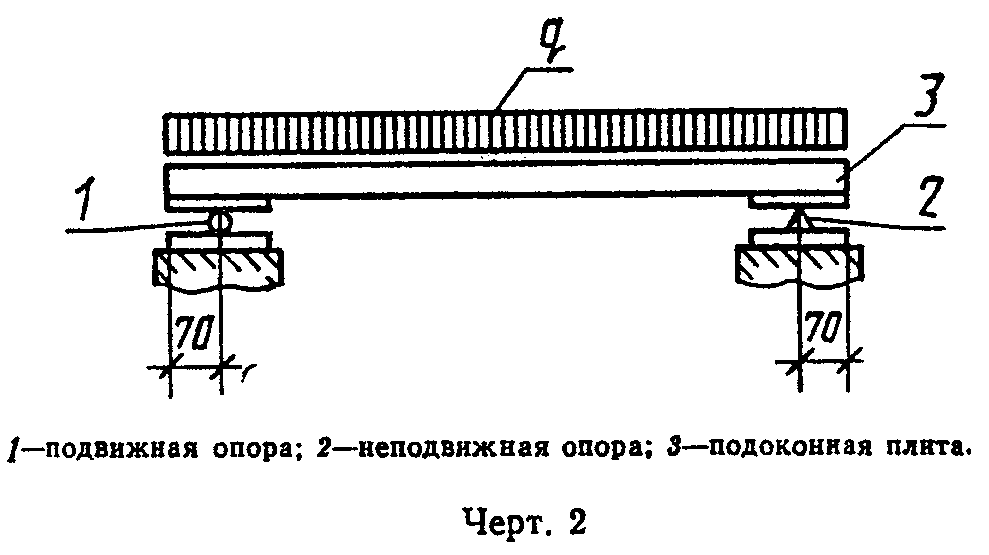 q
3
1
2
70
70
1—подвижная опора; 2—неподвижная опора; 3—подоконная плита.
Черт. 2